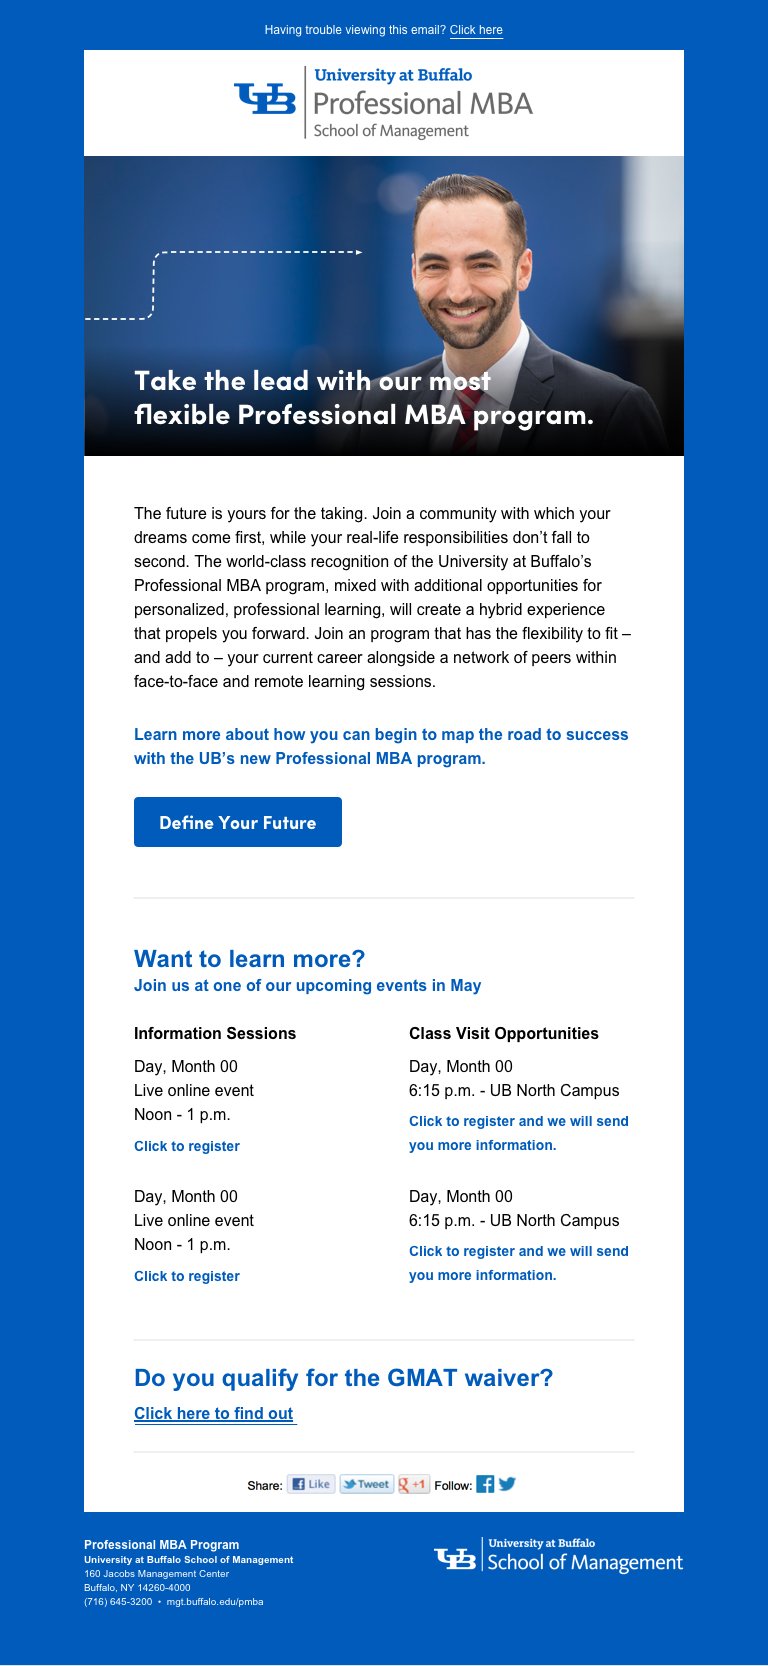 Having trouble viewing this email? Click here
UB
University at Buffalo
Professional MBA
School of Management
Take the lead with our most
flexible Professional MBA program.
The future is yours for the taking. Join a community with which your
dreams come first, while your real-life responsibilities don’t fall to
second. The world-class recognition of the University at Buffalo’s
Professional MBA program, mixed with additional opportunities for
personalized, professional learning, will create a hybrid experience
that propels you forward. Join an program that has the flexibility to fit –
and add to – your current career alongside a network of peers within
face-to-face and remote learning sessions.
Learn more about how you can begin to map the road to success
with the UB’s new Professional MBA program.
Define Your Future
Want to learn more?
Join us at one of our upcoming events in May
Information Sessions
Day, Month 00
Live online event
Noon - 1 p.m.
Click to register
Day, Month 00
Live online event
Noon - 1 p.m.
Click to register
Class Visit Opportunities
Day, Month 00
6:15 p.m. - UB North Campus
Click to register and we will send
you more information.
Day, Month 00
6:15 p.m. - UB North Campus
Click to register and we will send
you more information.
Do you qualify for the GMAT waiver?
Click here to find out
Share: Like Tweet +1 Follow:
Professional MBA Program
University at Buffalo School of Management
160 Jacobs Management Center
Buffalo, NY 14260-4000
(716) 645-3200 • mgt.buffalo.edu/pmba
UB
University at Buffalo
School of Management